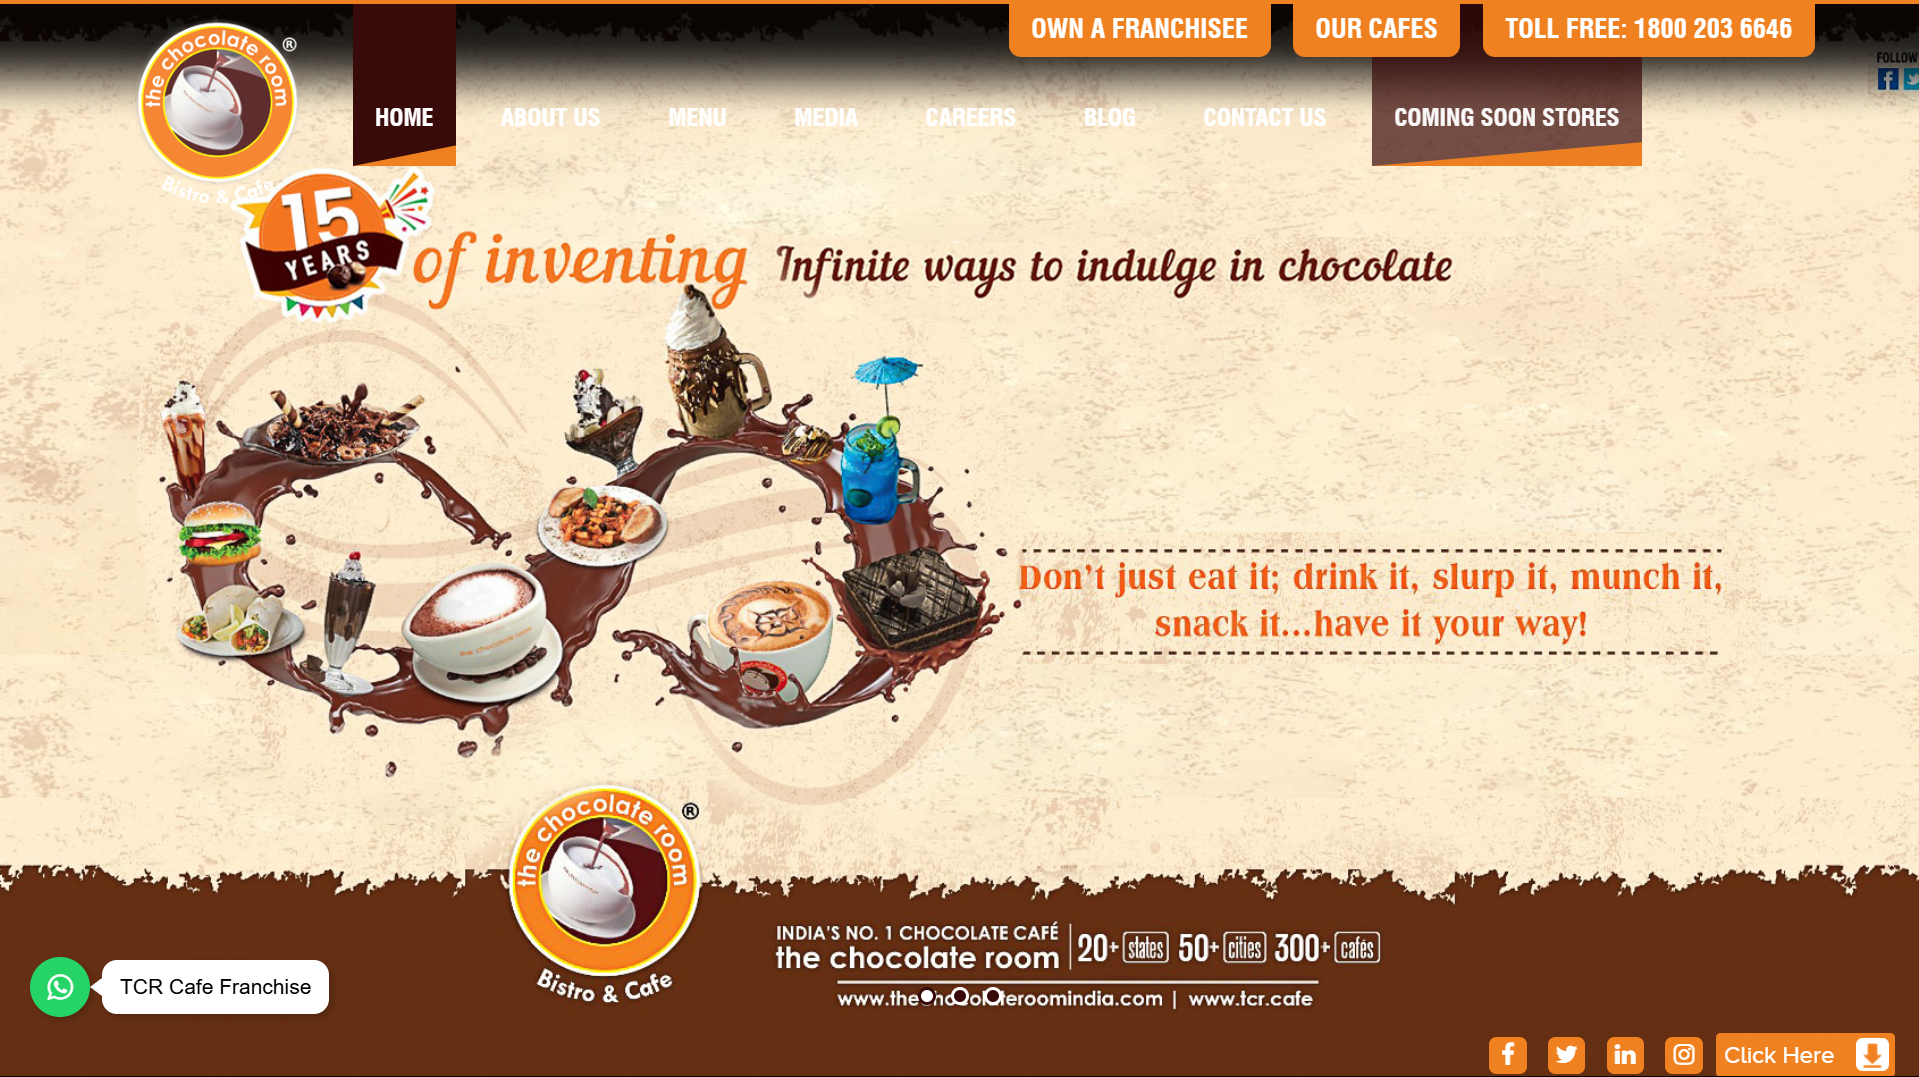 OWN A FRANCHISEE
OUR CAFES
TOLL FREE: 1800 203 6646
FOLLOW
the chocolate room ®
Bistro & Cafe
HOME
ABOUT US
MENU
MEDIA
CAREERS
BLOG
CONTACT US
COMING SOON STORES
15
YEARS
of inventing Infinite ways to indulge in chocolate
the chocolate room
Don't just eat it; drink it, slurp it, munch it,
snack it...have it your way!
the chocolate room ®
Bistro & Cafe
INDIA'S NO. 1 CHOCOLATE CAFÉ
the chocolate room
20+ states 50+ cities 300+ cafés
www.thechocolateroomindia.com | www.tcr.cafe
TCR Cafe Franchise
Click Here